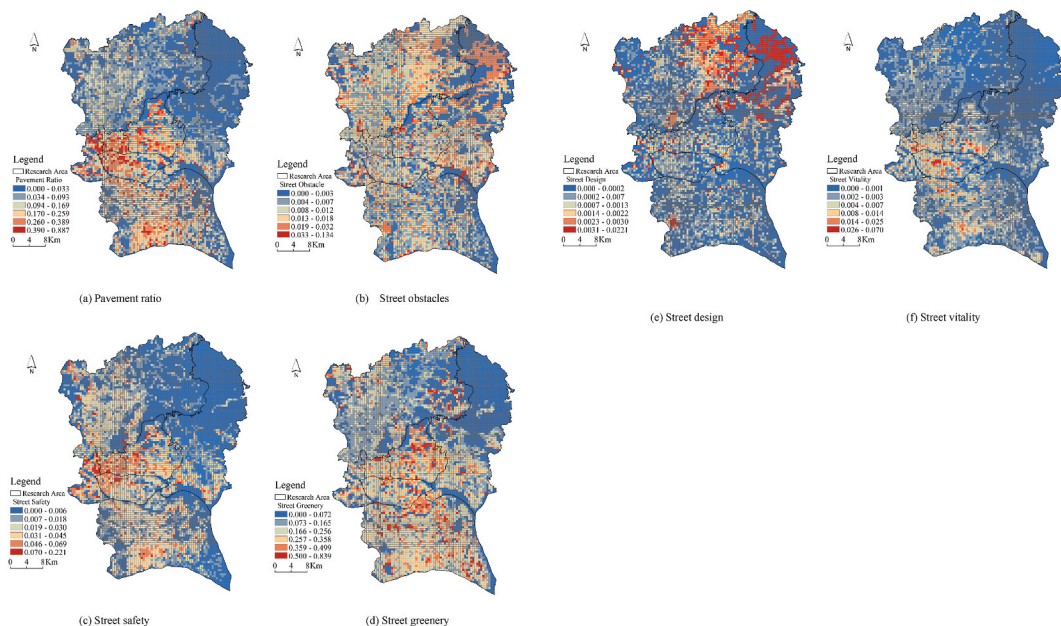 N
Legend
Research Area
Pavement Ratio
0.000 - 0.033
0.034 - 0.093
0.094 - 0.169
0.170 - 0.259
0.260 - 0.389
0.390 - 0.887
0 4 8Km
(a) Pavement ratio
N
Legend
Research Area
Street Obstacle
0.000 - 0.003
0.004 - 0.007
0.008 - 0.012
0.013 - 0.018
0.019 - 0.032
0.033 - 0.134
0 4 8Km
(b) Street obstacles
N
Legend
Research Area
Street Design
0.000 - 0.0002
0.0002 - 0.0007
0.0007 - 0.0013
0.0014 - 0.0022
0.0023 - 0.0030
0.0031 - 0.0221
0 4 8Km
(e) Street design
N
Legend
Research Area
Street Vitality
0.000 - 0.001
0.002 - 0.003
0.004 - 0.007
0.008 - 0.014
0.014 - 0.025
0.026 - 0.070
0 4 8Km
(f) Street vitality
N
Legend
Research Area
Street Safety
0.000 - 0.006
0.007 - 0.018
0.019 - 0.030
0.031 - 0.045
0.046 - 0.069
0.070 - 0.221
0 4 8Km
(c) Street safety
N
Legend
Research Area
Street Greenery
0.000 - 0.072
0.073 - 0.165
0.166 - 0.256
0.257 - 0.358
0.359 - 0.499
0.500 - 0.839
0 4 8Km
(d) Street greenery